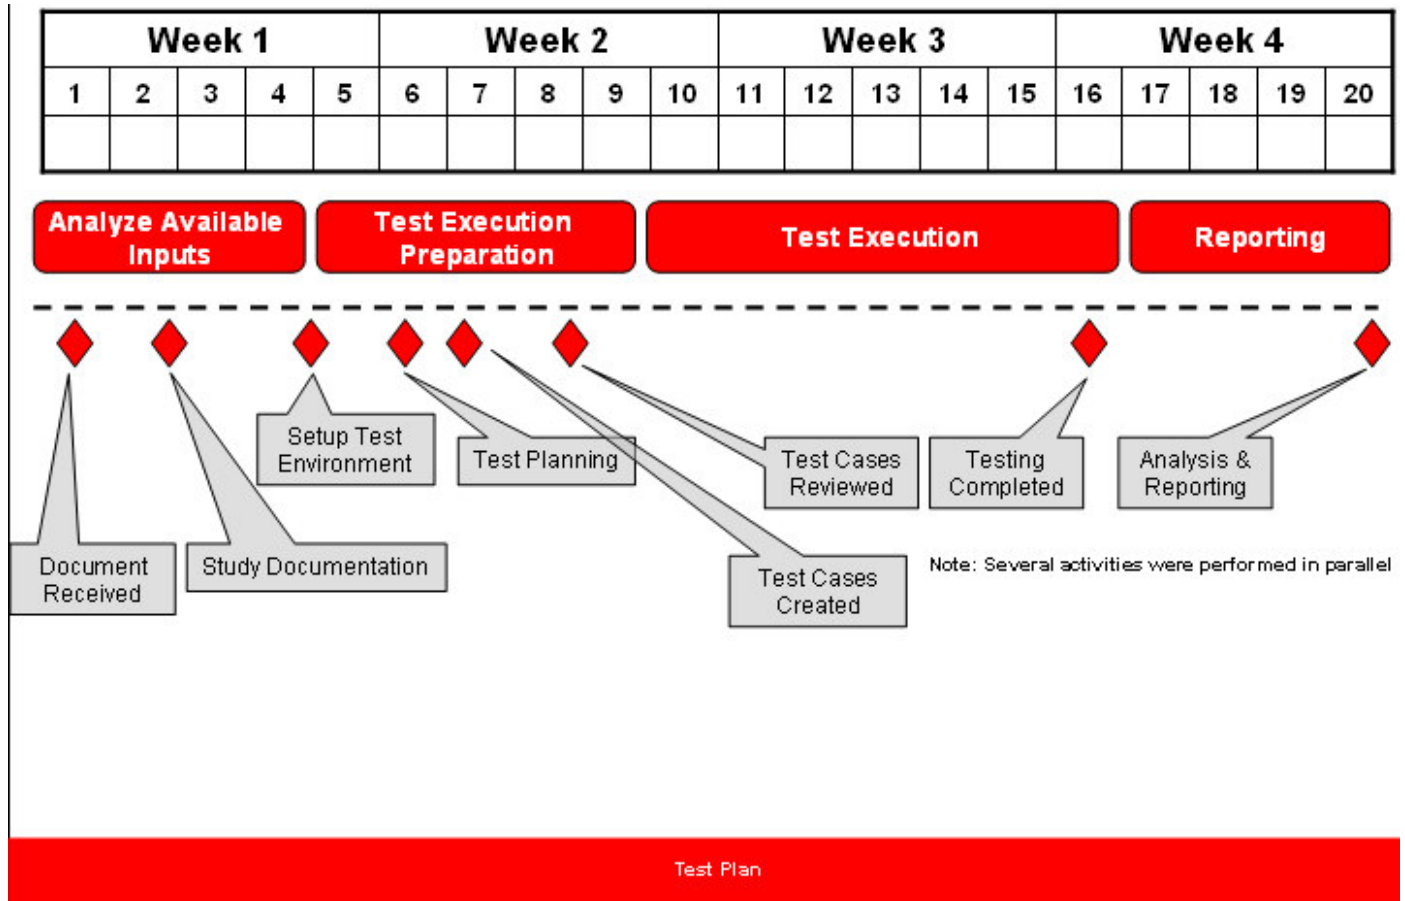 Week 1 Week 2 Week 3 Week 4
1 2 3 4 5 6 7 8 9 10 11 12 13 14 15 16 17 18 19 20
Analyze Available
Inputs
Test Execution
Preparation
Test Execution
Reporting
Setup Test
Environment
Test Planning
Test Cases
Reviewed
Testing
Completed
Analysis &
Reporting
Document
Received
Study Documentation
Test Cases
Created
Note: Several activities were performed in parallel
Test Plan